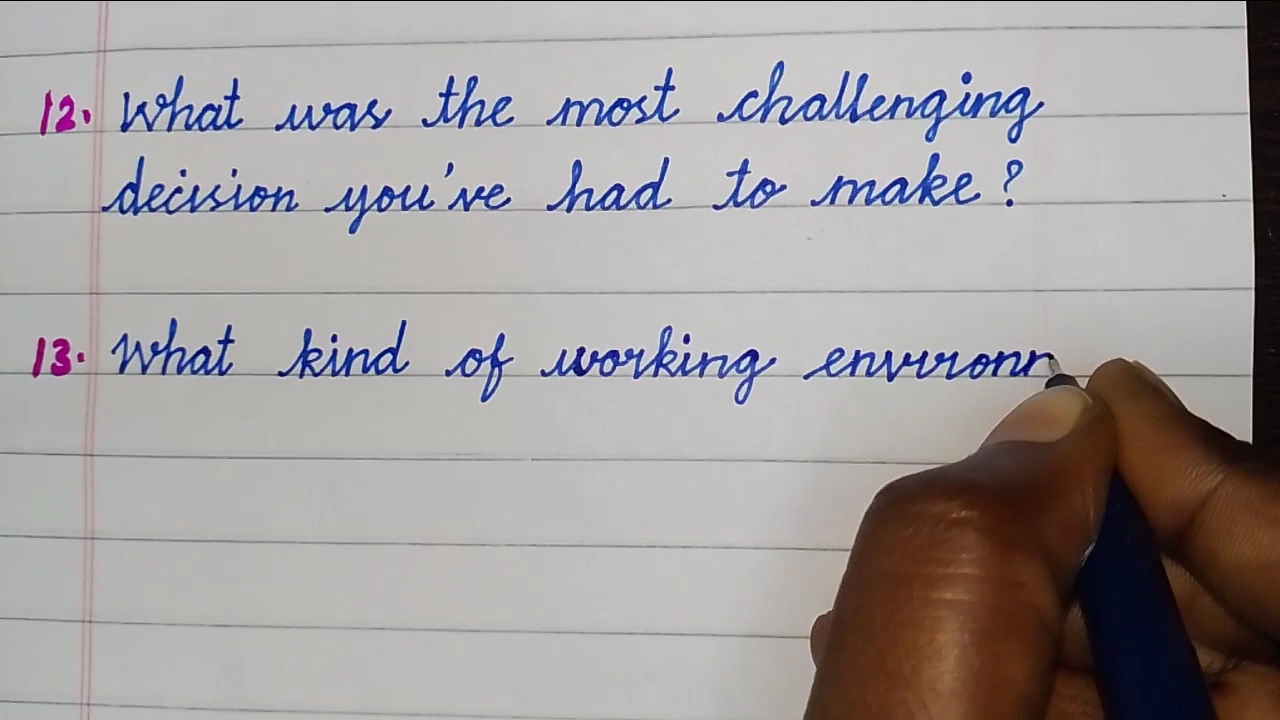 12. What was the most challenging
decision you've had to make?
13. What kind of working environ